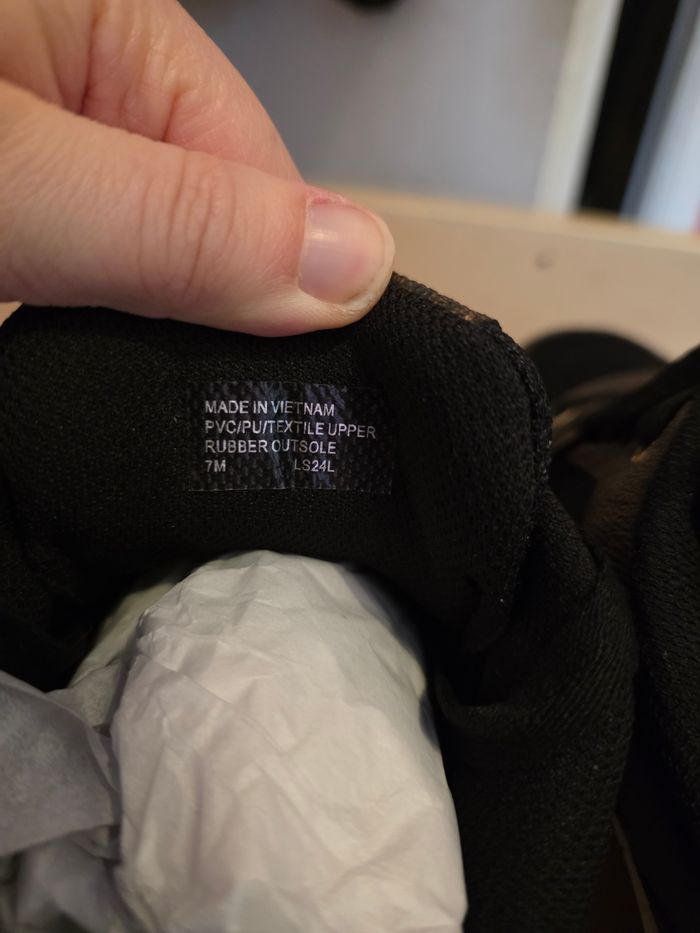 MADE IN VIETNAM
PVC/PU/TEXTILE UPPER
RUBBER OUTSOLE
7M LS24L